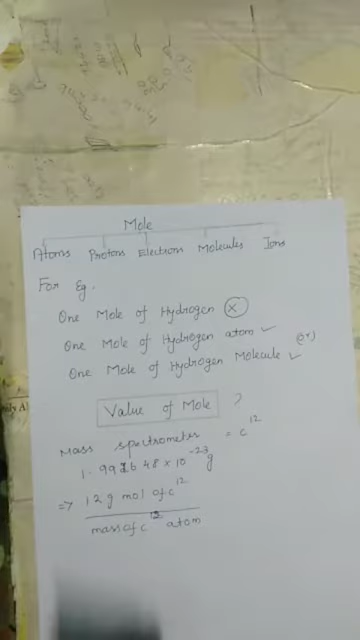 Mole
Atoms Protons Electrons Molecules Ions
For Eg.
One Mole of Hydrogen X
One Mole of Hydrogen atom ✓
(or)
One Mole of Hydrogen Molecule ✓
Value of Mole ?
Mass spectrometer = c¹²
1.992648 × 10⁻²³ g
=> 12 g mol of c¹²
mass of c¹² atom